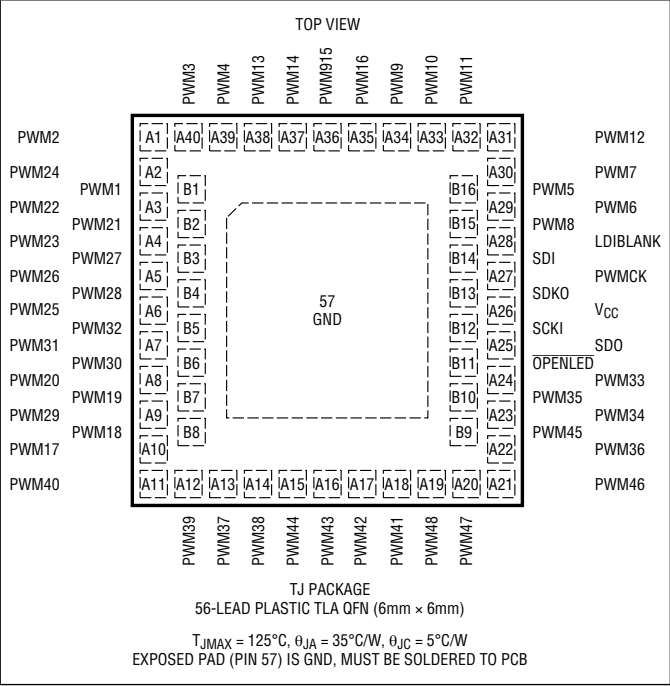 TOP VIEW
PWM3 PWM4 PWM13 PWM14 PWM915 PWM16 PWM9 PWM10 PWM11
PWM2 A1 A40 A39 A38 A37 A36 A35 A34 A33 A32 A31 PWM12
PWM24 A2 A30 PWM7
PWM1 B1 B16 PWM5
PWM22 A3 A29 PWM6
PWM21 B2 B15 PWM8
PWM23 A4 A28 LDIBLANK
PWM27 B3 B14 SDI
PWM26 A5 A27 PWMCK
PWM28 B4 57 B13 SDKO
PWM25 A6 GND A26 VCC
PWM32 B5 B12 SCKI
PWM31 A7 A25 SDO
PWM30 B6 B11 OPENLED
PWM20 A8 A24 PWM33
PWM19 B7 B10 PWM35
PWM29 A9 A23 PWM34
PWM18 B8 B9 PWM45
PWM17 A10 A22 PWM36
PWM40 A11 A12 A13 A14 A15 A16 A17 A18 A19 A20 A21 PWM46
PWM39 PWM37 PWM38 PWM44 PWM43 PWM42 PWM41 PWM48 PWM47
TJ PACKAGE
56-LEAD PLASTIC TLA QFN (6mm × 6mm)
TJMAX = 125°C, θJA = 35°C/W, θJC = 5°C/W
EXPOSED PAD (PIN 57) IS GND, MUST BE SOLDERED TO PCB